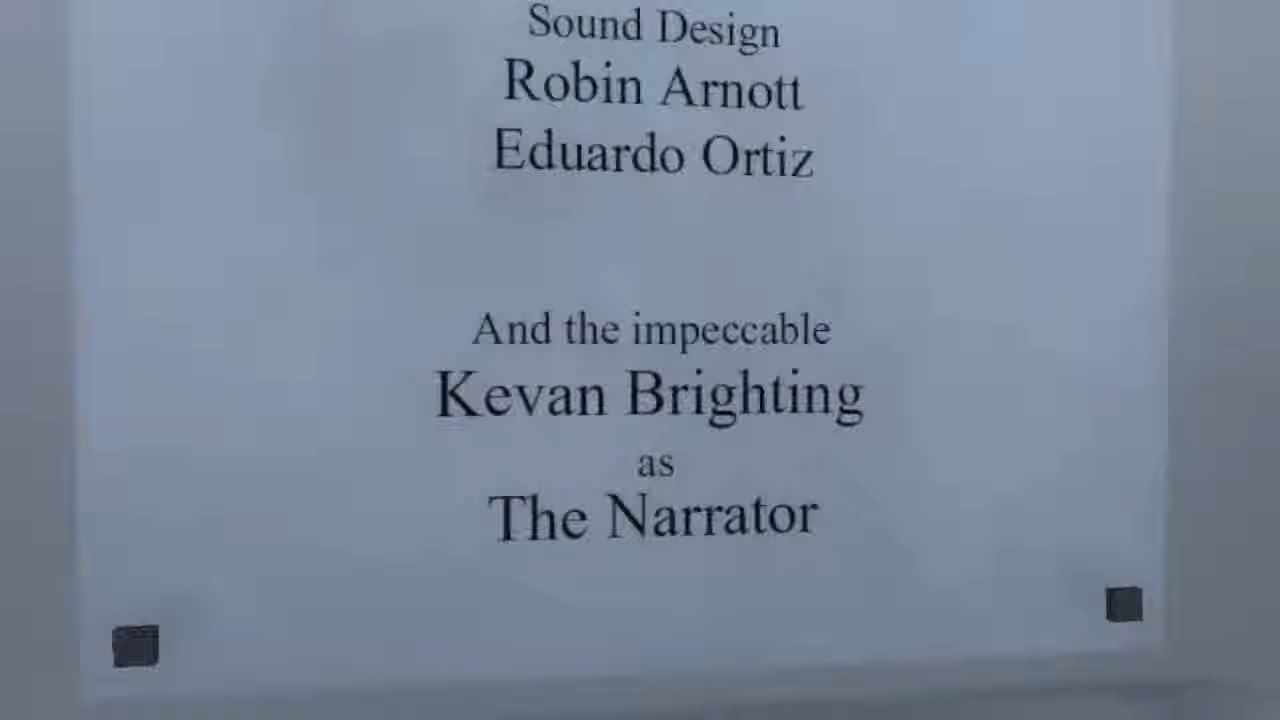 Sound Design
Robin Arnott
Eduardo Ortiz
And the impeccable
Kevan Brighting
as
The Narrator